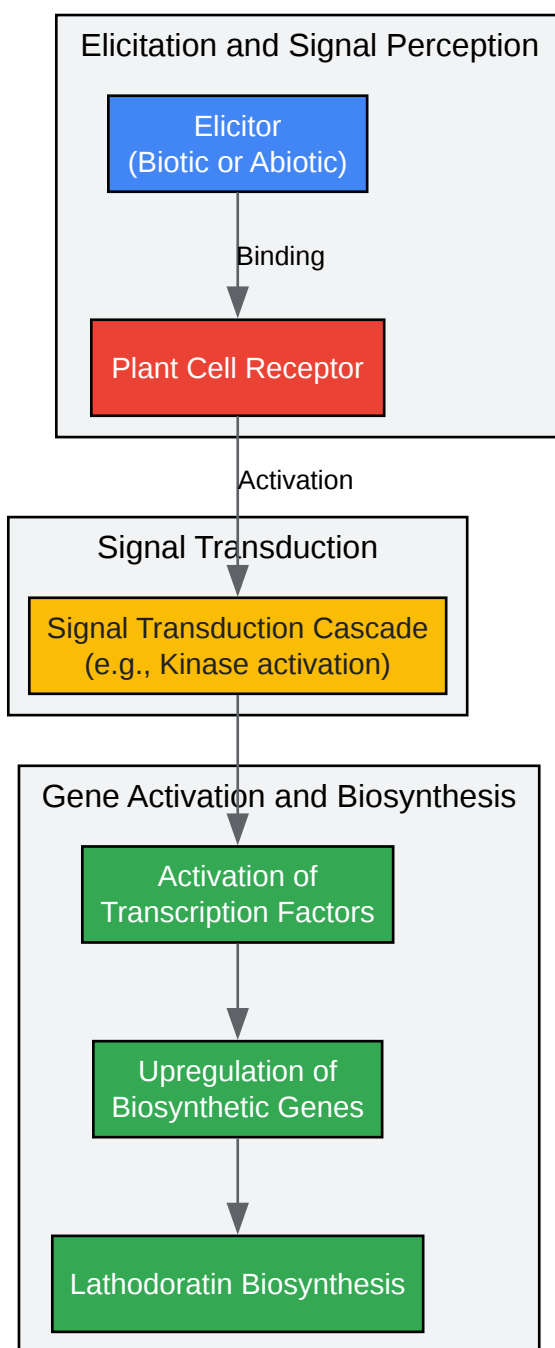 Elicitation and Signal Perception
Elicitor
(Biotic or Abiotic)
Binding
Plant Cell Receptor
Activation
Signal Transduction
Signal Transduction Cascade
(e.g., Kinase activation)
Gene Activation and Biosynthesis
Activation of
Transcription Factors
Upregulation of
Biosynthetic Genes
Lathodoratin Biosynthesis